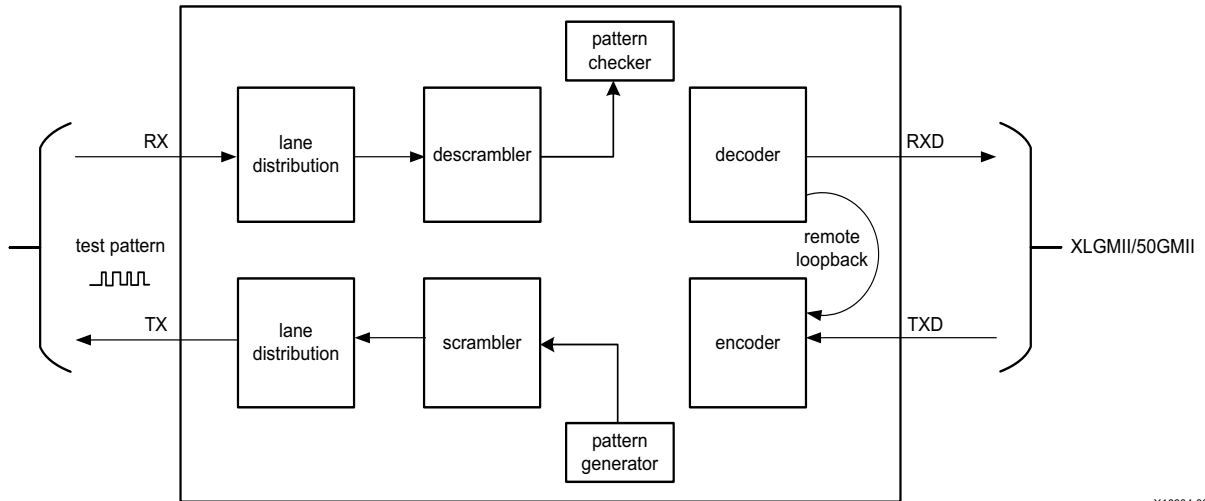 pattern
checker
RX
lane
distribution
descrambler
decoder
RXD
test pattern
remote
loopback
XLGMII/50GMII
TX
lane
distribution
scrambler
encoder
TXD
pattern
generator